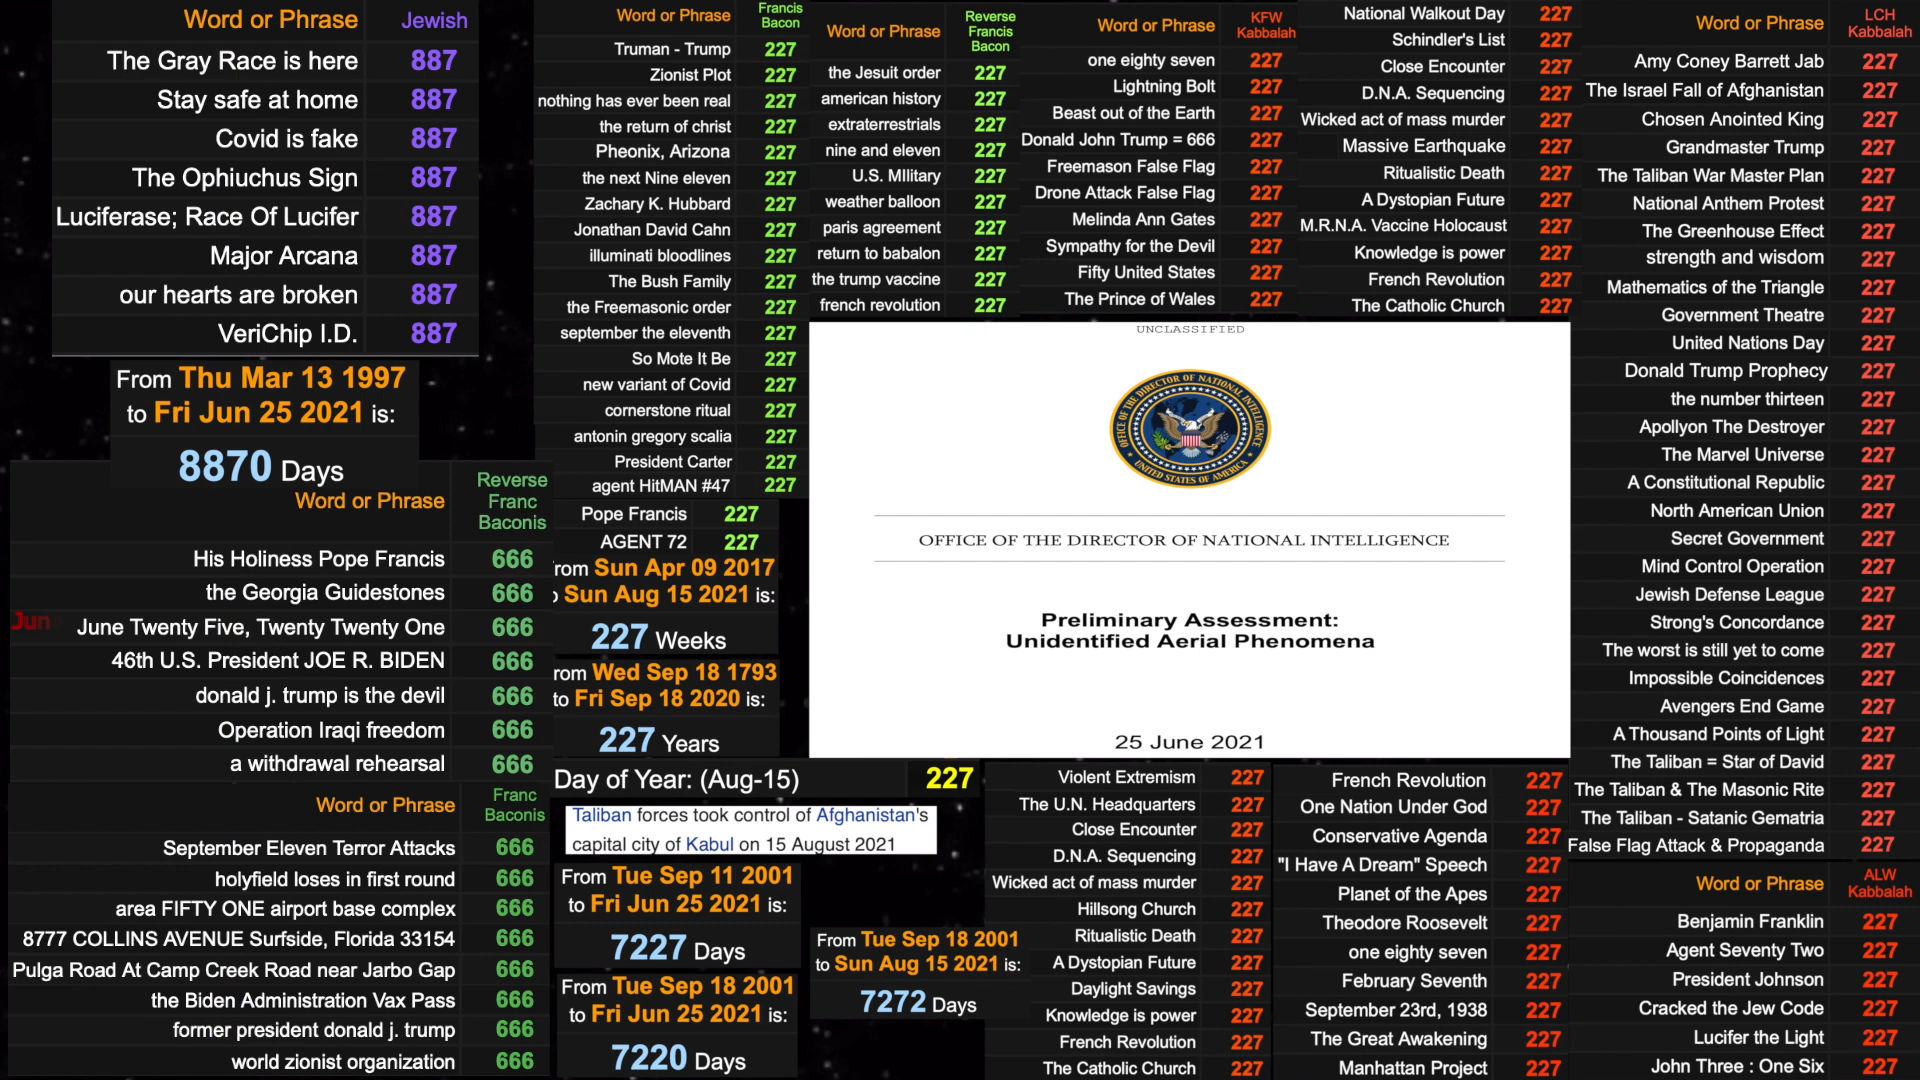 Word or Phrase Jewish
The Gray Race is here 887
Stay safe at home 887
Covid is fake 887
The Ophiuchus Sign 887
Luciferase; Race Of Lucifer 887
Major Arcana 887
our hearts are broken 887
VeriChip I.D. 887
From Thu Mar 13 1997
to Fri Jun 25 2021 is:
8870 Days
Word or Phrase Reverse Franc Baconis
His Holiness Pope Francis 666
the Georgia Guidestones 666
Jun
June Twenty Five, Twenty Twenty One 666
46th U.S. President JOE R. BIDEN 666
donald j. trump is the devil 666
Operation Iraqi freedom 666
a withdrawal rehearsal 666
Word or Phrase Franc Baconis
September Eleven Terror Attacks 666
holyfield loses in first round 666
area FIFTY ONE airport base complex 666
8777 COLLINS AVENUE Surfside, Florida 33154 666
Pulga Road At Camp Creek Road near Jarbo Gap 666
the Biden Administration Vax Pass 666
former president donald j. trump 666
world zionist organization 666
Word or Phrase Francis Bacon
Truman - Trump 227
Zionist Plot 227
nothing has ever been real 227
the return of christ 227
Pheonix, Arizona 227
the next Nine eleven 227
Zachary K. Hubbard 227
Jonathan David Cahn 227
illuminati bloodlines 227
The Bush Family 227
the Freemasonic order 227
september the eleventh 227
So Mote It Be 227
new variant of Covid 227
cornerstone ritual 227
antonin gregory scalia 227
President Carter 227
agent HitMAN #47 227
Pope Francis 227
AGENT 72 227
rom Sun Apr 09 2017
o Sun Aug 15 2021 is:
227 Weeks
rom Wed Sep 18 1793
to Fri Sep 18 2020 is:
227 Years
Day of Year: (Aug-15) 227
Taliban forces took control of Afghanistan's
capital city of Kabul on 15 August 2021
From Tue Sep 11 2001
to Fri Jun 25 2021 is:
7227 Days
From Tue Sep 18 2001
to Fri Jun 25 2021 is:
7220 Days
From Tue Sep 18 2001
to Sun Aug 15 2021 is:
7272 Days
Word or Phrase Reverse Francis Bacon
the Jesuit order 227
american history 227
extraterrestrials 227
nine and eleven 227
U.S. MIlitary 227
weather balloon 227
paris agreement 227
return to babalon 227
the trump vaccine 227
french revolution 227
Word or Phrase KFW Kabbalah
one eighty seven 227
Lightning Bolt 227
Beast out of the Earth 227
Donald John Trump = 666 227
Freemason False Flag 227
Drone Attack False Flag 227
Melinda Ann Gates 227
Sympathy for the Devil 227
Fifty United States 227
The Prince of Wales 227
National Walkout Day 227
Schindler's List 227
Close Encounter 227
D.N.A. Sequencing 227
Wicked act of mass murder 227
Massive Earthquake 227
Ritualistic Death 227
A Dystopian Future 227
M.R.N.A. Vaccine Holocaust 227
Knowledge is power 227
French Revolution 227
The Catholic Church 227
UNCLASSIFIED
OFFICE OF THE DIRECTOR OF NATIONAL INTELLIGENCE
UNITED STATES OF AMERICA
OFFICE OF THE DIRECTOR OF NATIONAL INTELLIGENCE
Preliminary Assessment:
Unidentified Aerial Phenomena
25 June 2021
Violent Extremism 227
The U.N. Headquarters 227
Close Encounter 227
D.N.A. Sequencing 227
Wicked act of mass murder 227
Hillsong Church 227
Ritualistic Death 227
A Dystopian Future 227
Daylight Savings 227
Knowledge is power 227
French Revolution 227
The Catholic Church 227
French Revolution 227
One Nation Under God 227
Conservative Agenda 227
"I Have A Dream" Speech 227
Planet of the Apes 227
Theodore Roosevelt 227
one eighty seven 227
February Seventh 227
September 23rd, 1938 227
The Great Awakening 227
Manhattan Project 227
Word or Phrase LCH Kabbalah
Amy Coney Barrett Jab 227
The Israel Fall of Afghanistan 227
Chosen Anointed King 227
Grandmaster Trump 227
The Taliban War Master Plan 227
National Anthem Protest 227
The Greenhouse Effect 227
strength and wisdom 227
Mathematics of the Triangle 227
Government Theatre 227
United Nations Day 227
Donald Trump Prophecy 227
the number thirteen 227
Apollyon The Destroyer 227
The Marvel Universe 227
A Constitutional Republic 227
North American Union 227
Secret Government 227
Mind Control Operation 227
Jewish Defense League 227
Strong's Concordance 227
The worst is still yet to come 227
Impossible Coincidences 227
Avengers End Game 227
A Thousand Points of Light 227
The Taliban = Star of David 227
The Taliban & The Masonic Rite 227
The Taliban - Satanic Gematria 227
False Flag Attack & Propaganda 227
Word or Phrase ALW Kabbalah
Benjamin Franklin 227
Agent Seventy Two 227
President Johnson 227
Cracked the Jew Code 227
Lucifer the Light 227
John Three : One Six 227